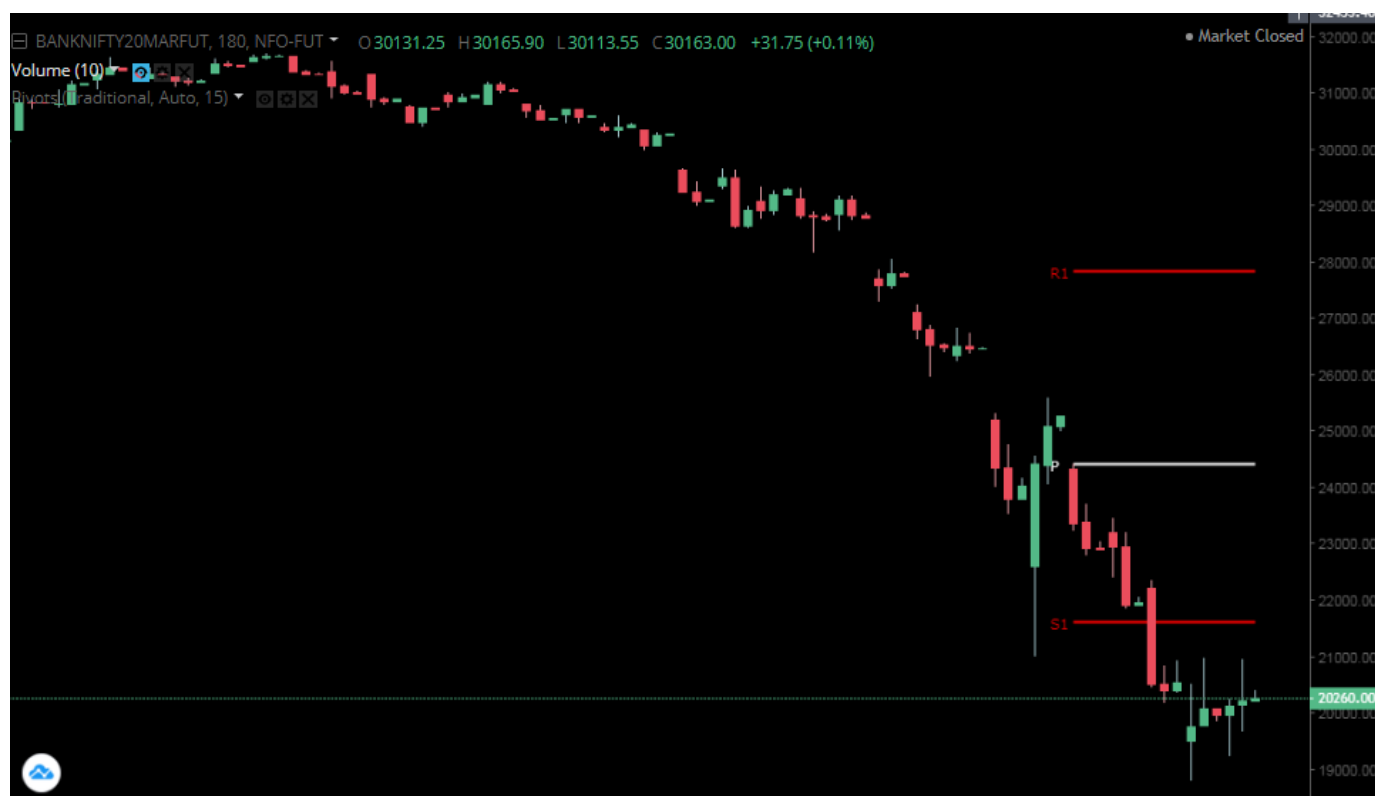 BANKNIFTY20MARFUT, 180, NFO-FUT O30131.25 H30165.90 L30113.55 C30163.00 +31.75 (+0.11%)
Market Closed
Volume (10)
Pivots (Traditional, Auto, 15)
32000.00
31000.00
30000.00
29000.00
28000.00
R1
27000.00
26000.00
25000.00
P
24000.00
23000.00
22000.00
S1
21000.00
20260.00
20000.00
19000.00